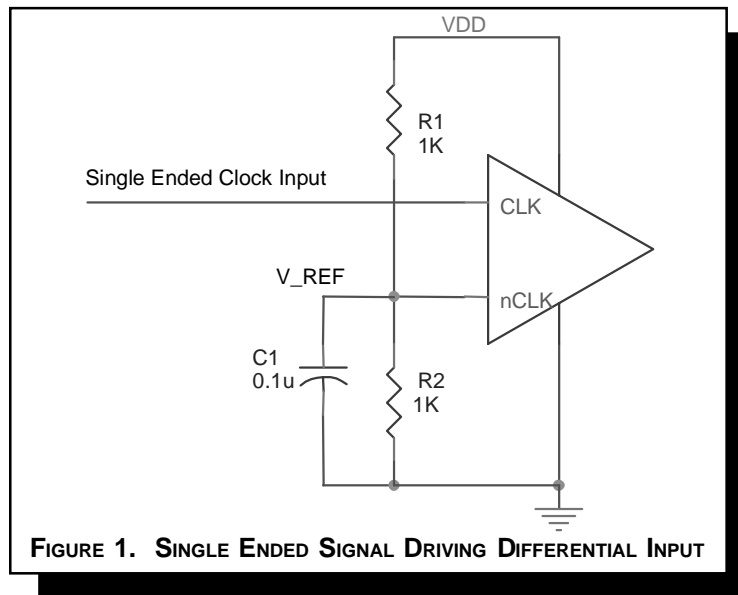 VDD
R1
1K
Single Ended Clock Input
CLK
V_REF
nCLK
C1
0.1u
R2
1K
FIGURE 1. SINGLE ENDED SIGNAL DRIVING DIFFERENTIAL INPUT